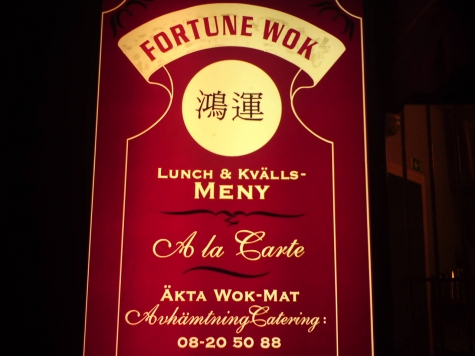 FORTUNE WOK
鴻運
LUNCH & KVÄLLS-
MENY
A la Carte
ÄKTA WOK-MAT
AvhämtningCatering:
08-20 50 88